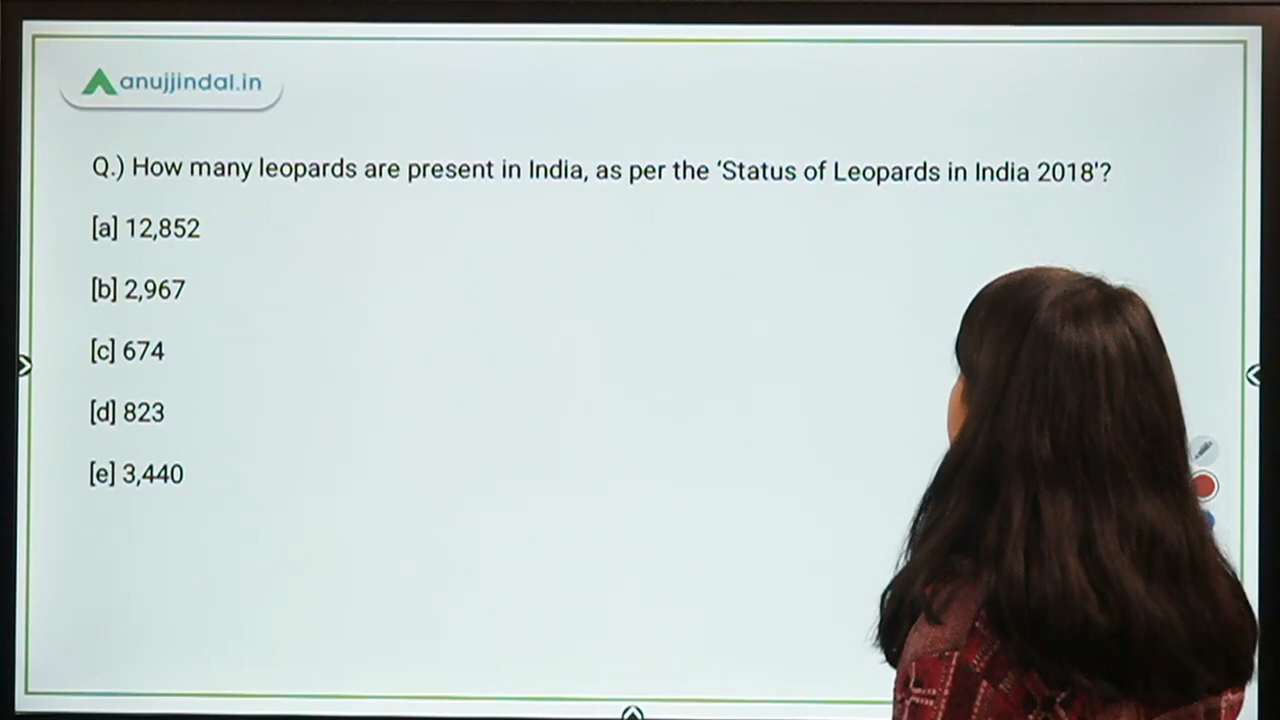 anujjindal.in
Q.) How many leopards are present in India, as per the ‘Status of Leopards in India 2018'?
[a] 12,852
[b] 2,967
[c] 674
[d] 823
[e] 3,440